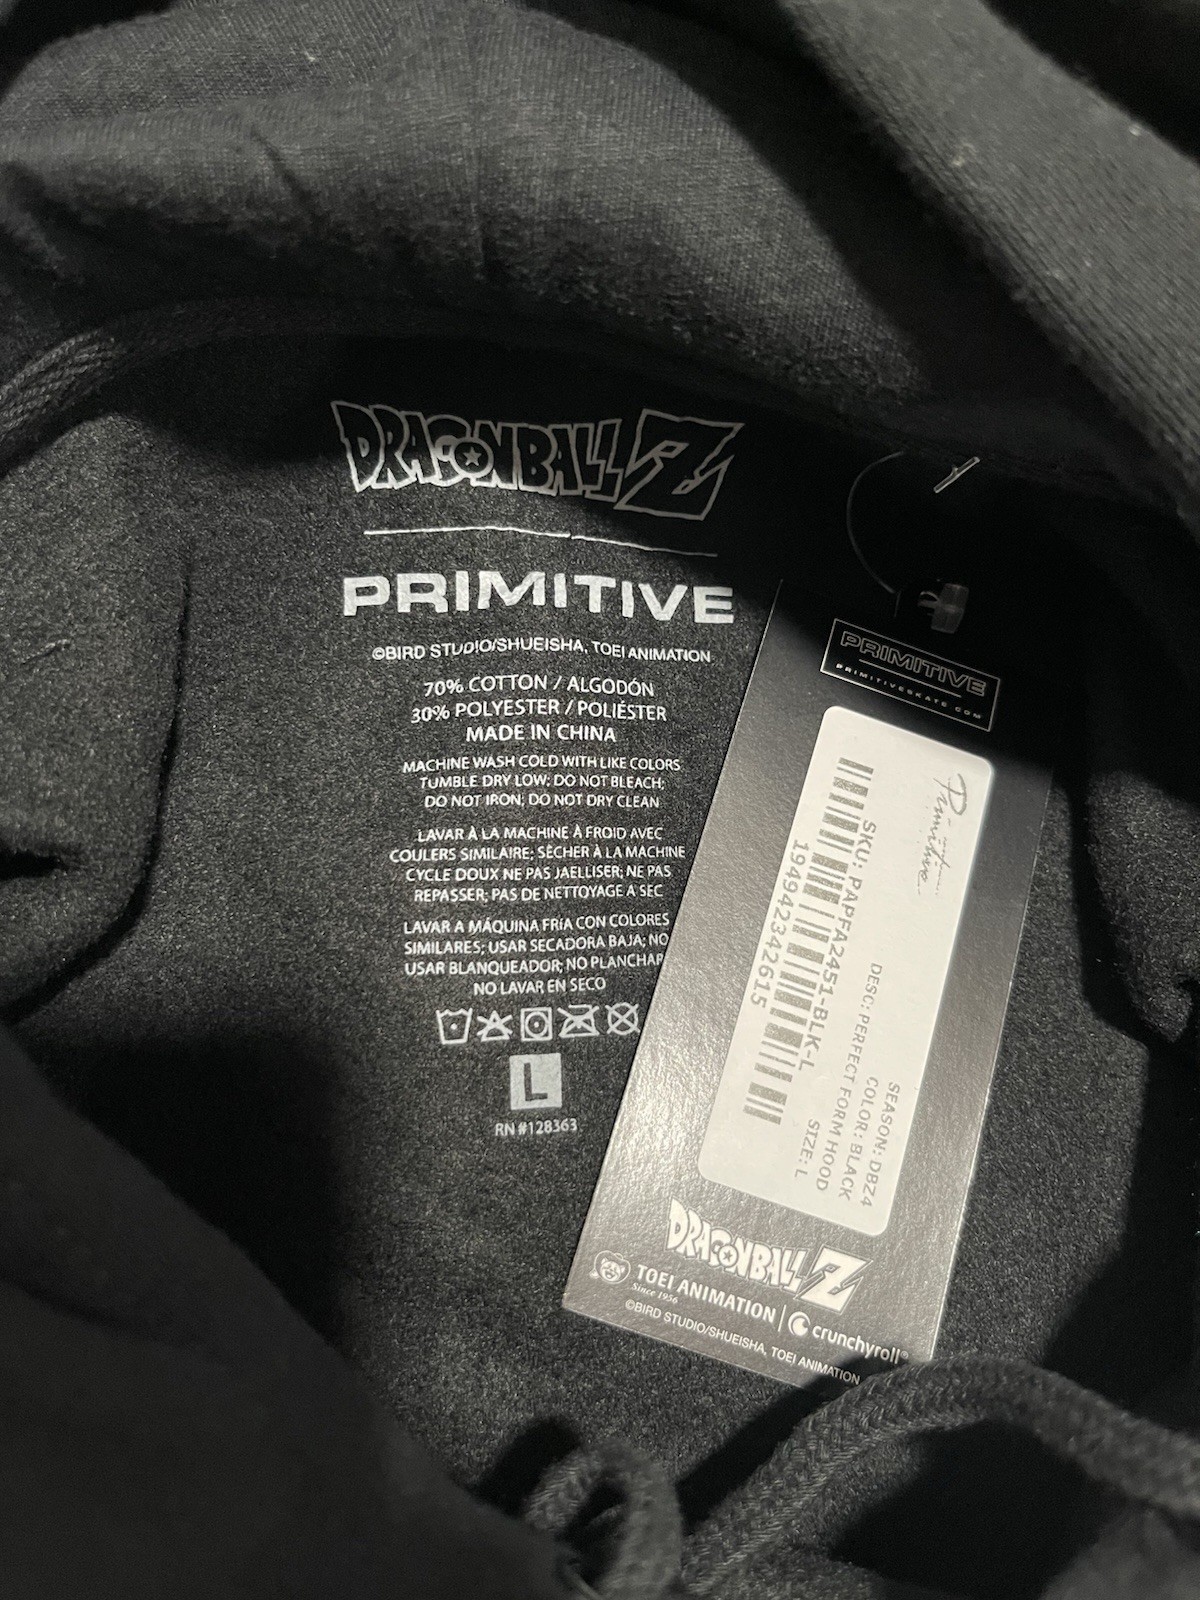 DRAGONBALL Z
PRIMITIVE
©BIRD STUDIO/SHUEISHA, TOEI ANIMATION
70% COTTON / ALGODÓN
30% POLYESTER / POLIÉSTER
MADE IN CHINA
MACHINE WASH COLD WITH LIKE COLORS
TUMBLE DRY LOW; DO NOT BLEACH;
DO NOT IRON; DO NOT DRY CLEAN
LAVAR À LA MACHINE À FROID AVEC
COULERS SIMILAIRE; SÈCHER À LA MACHINE
CYCLE DOUX NE PAS JAELLISER; NE PAS
REPASSER; PAS DE NETTOYAGE A SEC
LAVAR A MÁQUINA FRÍA CON COLORES
SIMILARES; USAR SECADORA BAJA; NO
USAR BLANQUEADOR; NO PLANCHAR
NO LAVAR EN SECO
L
RN #128363
PRIMITIVE
PRIMITIVESKATE.COM
Primitive
SEASON: DBZ4
COLOR: BLACK
DESC: PERFECT FORM HOOD
SKU: PAPFA2451-BLK-L
SIZE: L
194942342615
DRAGONBALL Z
TOEI ANIMATION
Since 1956
crunchyroll®
©BIRD STUDIO/SHUEISHA, TOEI ANIMATION